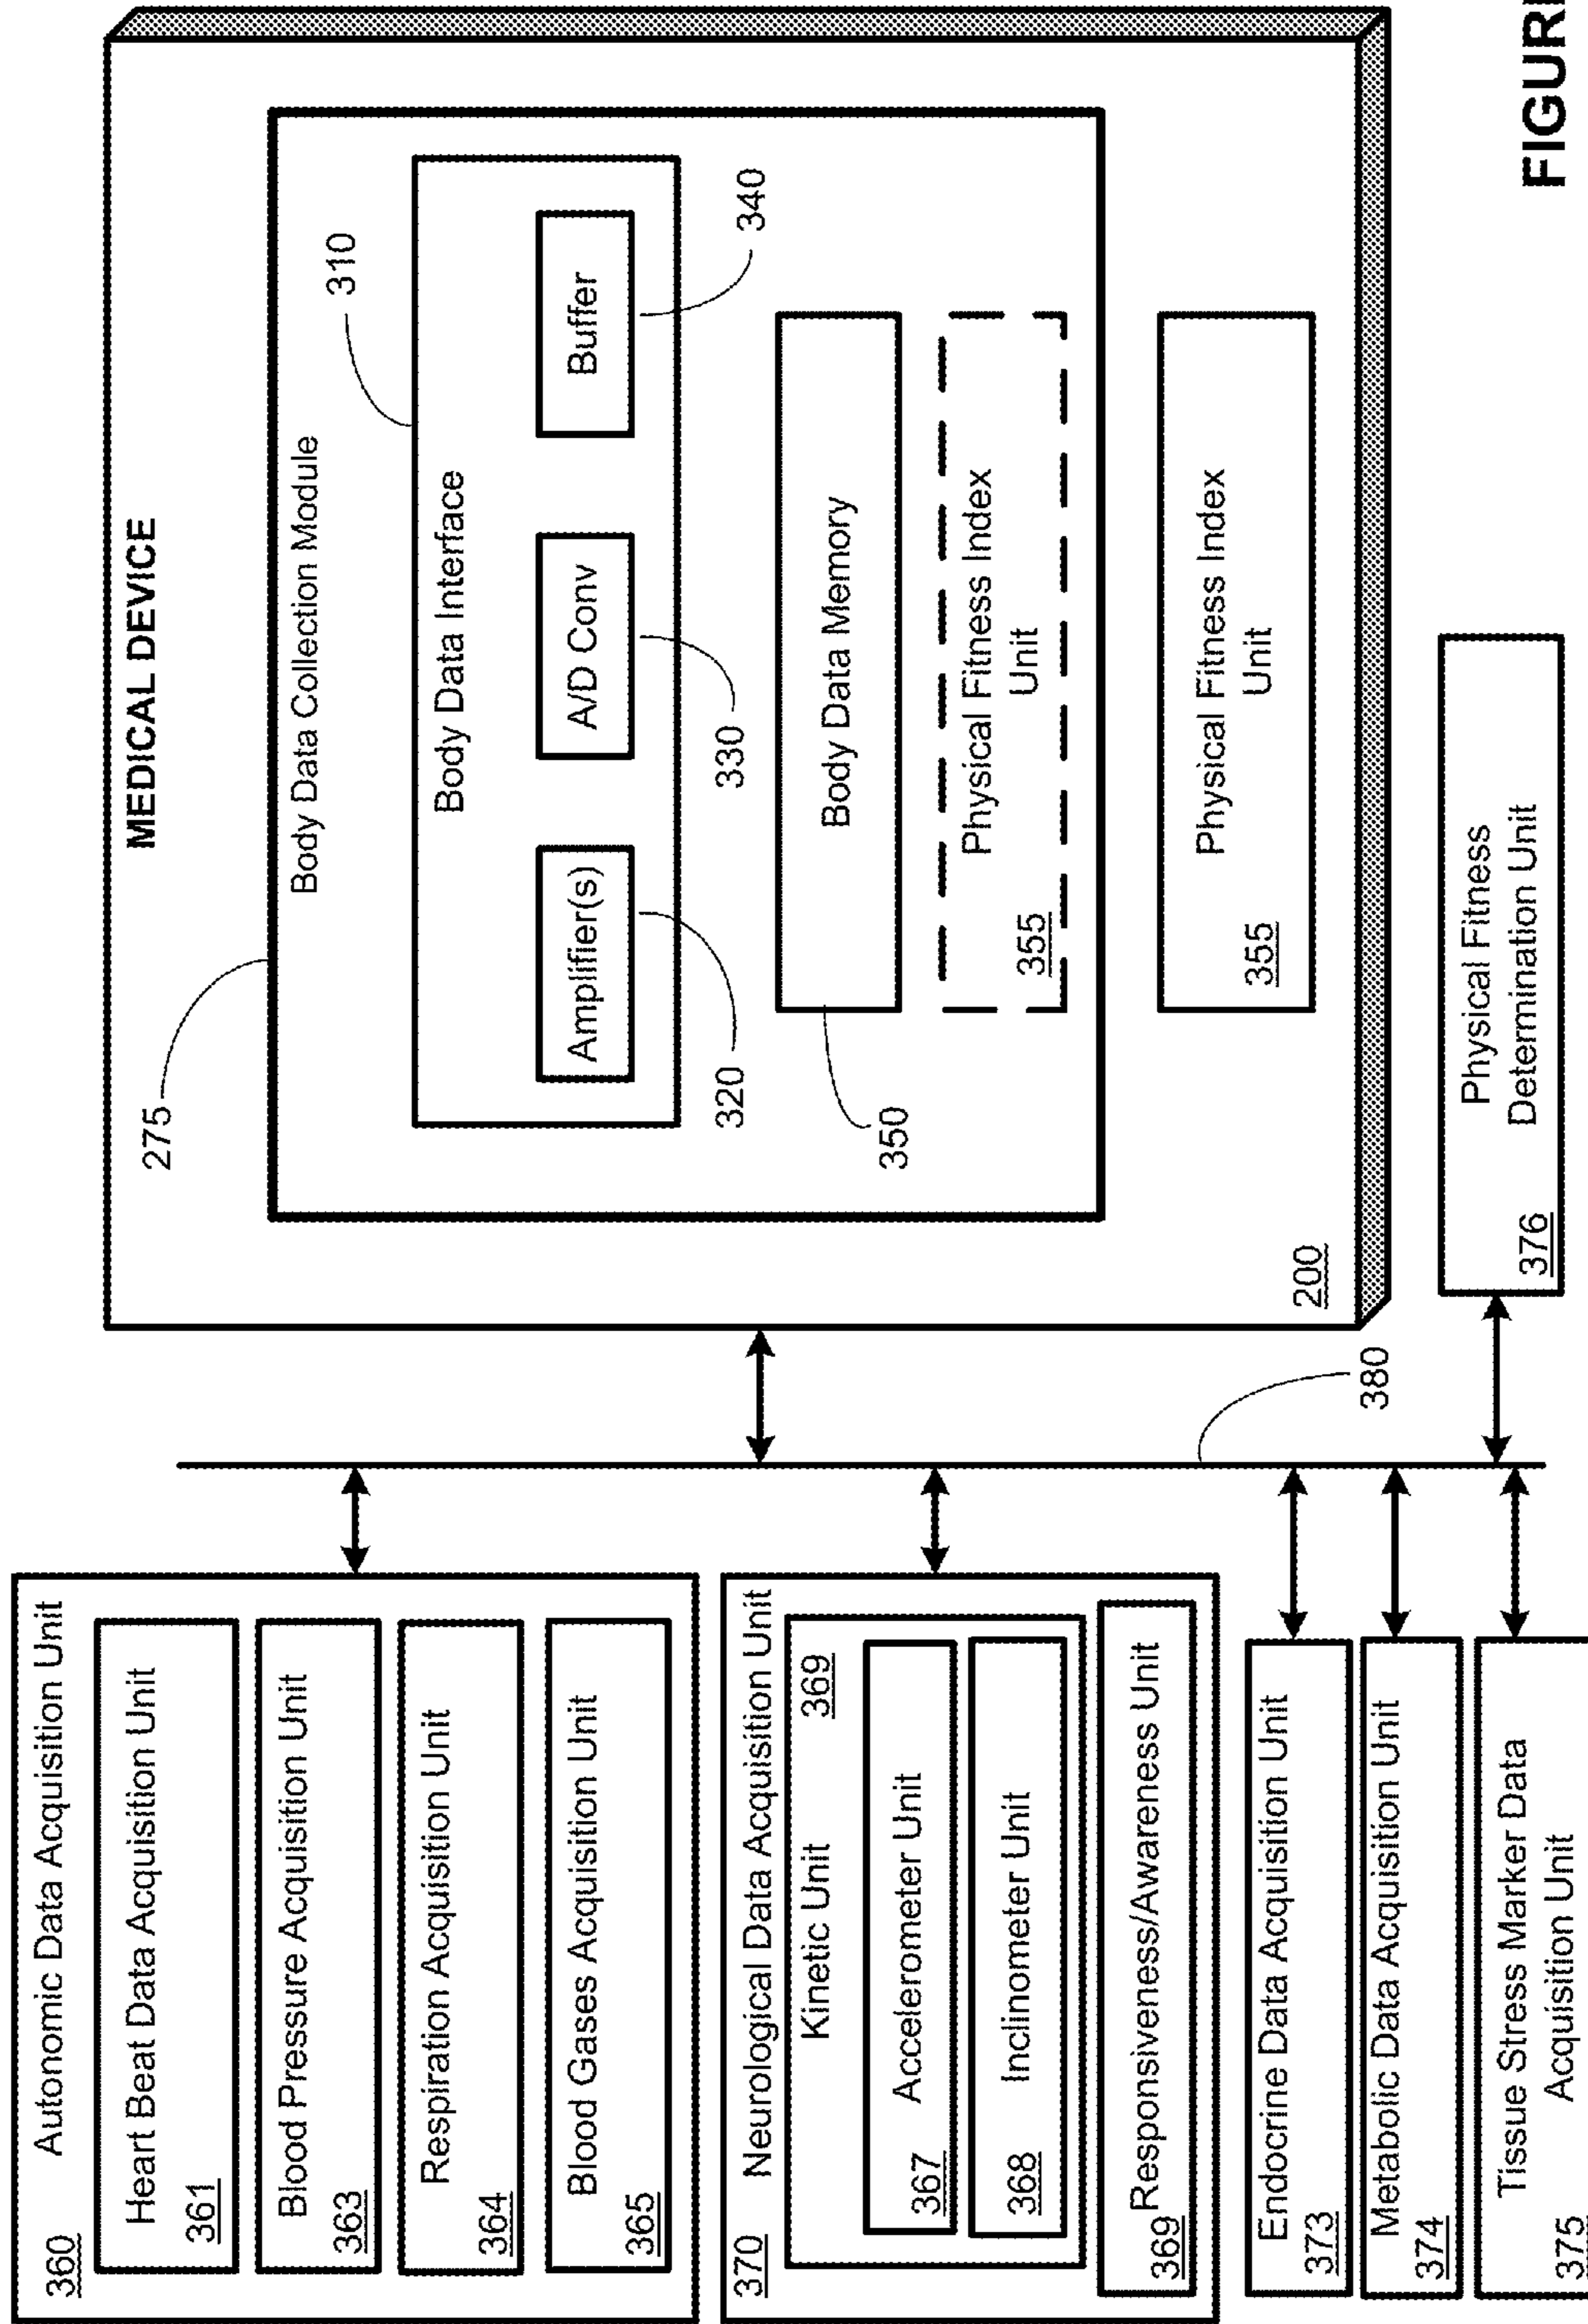 360 Autonomic Data Acquisition Unit
Heart Beat Data Acquisition Unit
361
Blood Pressure Acquisition Unit
363
Respiration Acquisition Unit
364
Blood Gases Acquisition Unit
365
370 Neurological Data Acquisition Unit
Kinetic Unit 369
Accelerometer Unit
367
Inclinometer Unit
368
Responsiveness/Awareness Unit
369
Endocrine Data Acquisition Unit
373
Metabolic Data Acquisition Unit
374
Tissue Stress Marker Data
Acquisition Unit
375
380
MEDICAL DEVICE
275
Body Data Collection Module
310
Body Data Interface
Amplifier(s)
A/D Conv
Buffer
320
330
340
Body Data Memory
350
Physical Fitness Index
Unit
355
Physical Fitness Index
Unit
355
200
Physical Fitness
Determination Unit
376